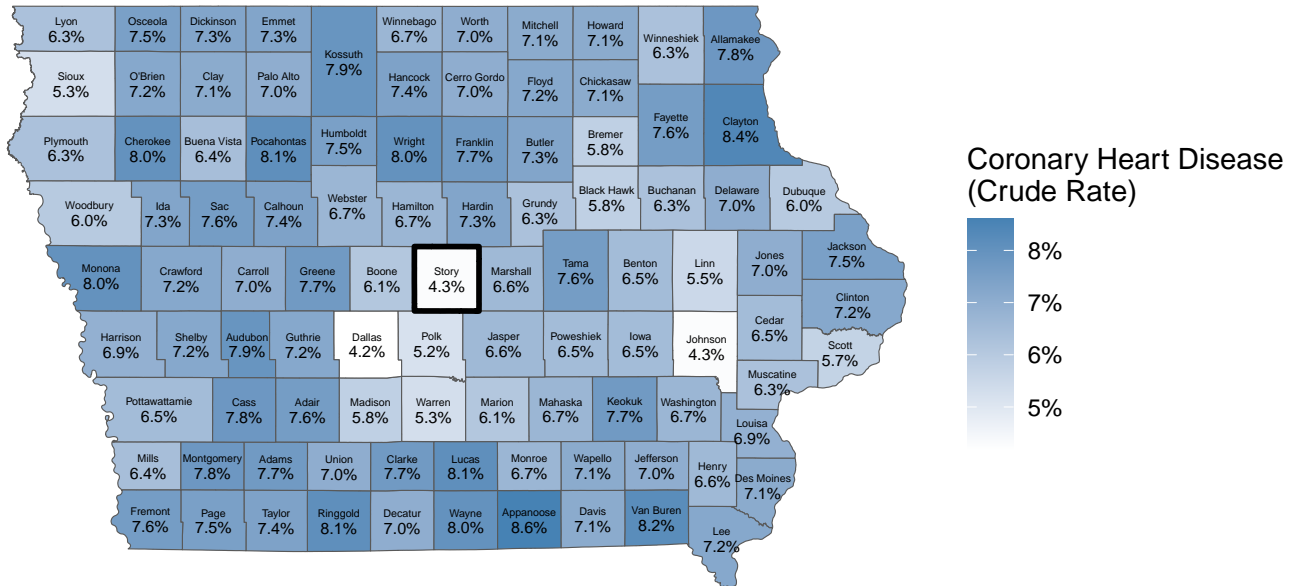 Lyon
6.3%
Osceola
7.5%
Dickinson
7.3%
Emmet
7.3%
Kossuth
7.9%
Winnebago
6.7%
Worth
7.0%
Mitchell
7.1%
Howard
7.1%
Winneshiek
6.3%
Allamakee
7.8%
Sioux
5.3%
O'Brien
7.2%
Clay
7.1%
Palo Alto
7.0%
Hancock
7.4%
Cerro Gordo
7.0%
Floyd
7.2%
Chickasaw
7.1%
Fayette
7.6%
Clayton
8.4%
Plymouth
6.3%
Cherokee
8.0%
Buena Vista
6.4%
Pocahontas
8.1%
Humboldt
7.5%
Wright
8.0%
Franklin
7.7%
Butler
7.3%
Bremer
5.8%
Woodbury
6.0%
Ida
7.3%
Sac
7.6%
Calhoun
7.4%
Webster
6.7%
Hamilton
6.7%
Hardin
7.3%
Grundy
6.3%
Black Hawk
5.8%
Buchanan
6.3%
Delaware
7.0%
Dubuque
6.0%
Monona
8.0%
Crawford
7.2%
Carroll
7.0%
Greene
7.7%
Boone
6.1%
Story
4.3%
Marshall
6.6%
Tama
7.6%
Benton
6.5%
Linn
5.5%
Jones
7.0%
Jackson
7.5%
Clinton
7.2%
Harrison
6.9%
Shelby
7.2%
Audubon
7.9%
Guthrie
7.2%
Dallas
4.2%
Polk
5.2%
Jasper
6.6%
Poweshiek
6.5%
Iowa
6.5%
Johnson
4.3%
Cedar
6.5%
Scott
5.7%
Muscatine
6.3%
Pottawattamie
6.5%
Cass
7.8%
Adair
7.6%
Madison
5.8%
Warren
5.3%
Marion
6.1%
Mahaska
6.7%
Keokuk
7.7%
Washington
6.7%
Louisa
6.9%
Mills
6.4%
Montgomery
7.8%
Adams
7.7%
Union
7.0%
Clarke
7.7%
Lucas
8.1%
Monroe
6.7%
Wapello
7.1%
Jefferson
7.0%
Henry
6.6%
Des Moines
7.1%
Fremont
7.6%
Page
7.5%
Taylor
7.4%
Ringgold
8.1%
Decatur
7.0%
Wayne
8.0%
Appanoose
8.6%
Davis
7.1%
Van Buren
8.2%
Lee
7.2%
Coronary Heart Disease
(Crude Rate)
8%
7%
6%
5%